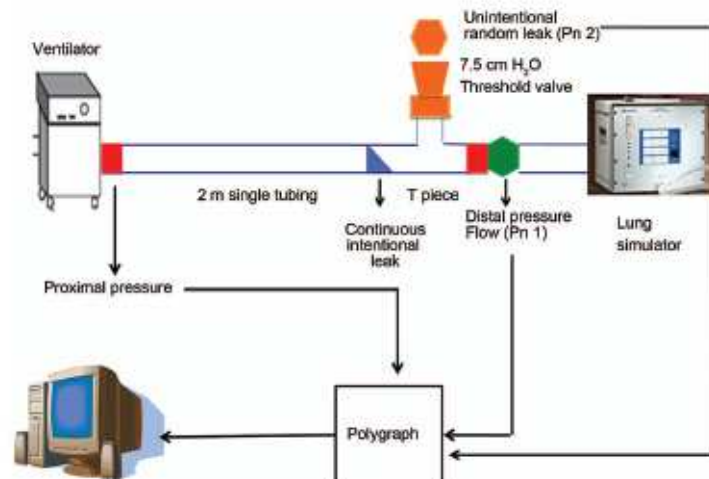 Unintentional
random leak (Pn 2)
Ventilator
7.5 cm H₂O
Threshold valve
2 m single tubing
T piece
Continuous
intentional
leak
Distal pressure
Flow (Pn 1)
Lung
simulator
Proximal pressure
Polygraph